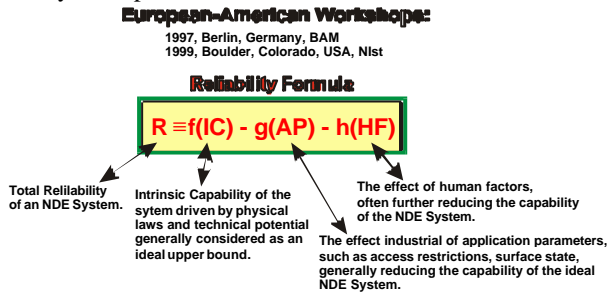 European-American Workshops:
1997, Berlin, Germany, BAM
1999, Boulder, Colorado, USA, NIst
Reliability Formula
R ≡f(IC) - g(AP) - h(HF)
Total Relilability
of an NDE System.
Intrinsic Capability of the
sytem driven by physical
laws and technical potential
generally considered as an
ideal upper bound.
The effect of human factors,
often further reducing the capability
of the NDE System.
The effect industrial of application parameters,
such as access restrictions, surface state,
generally reducing the capability of the ideal
NDE System.